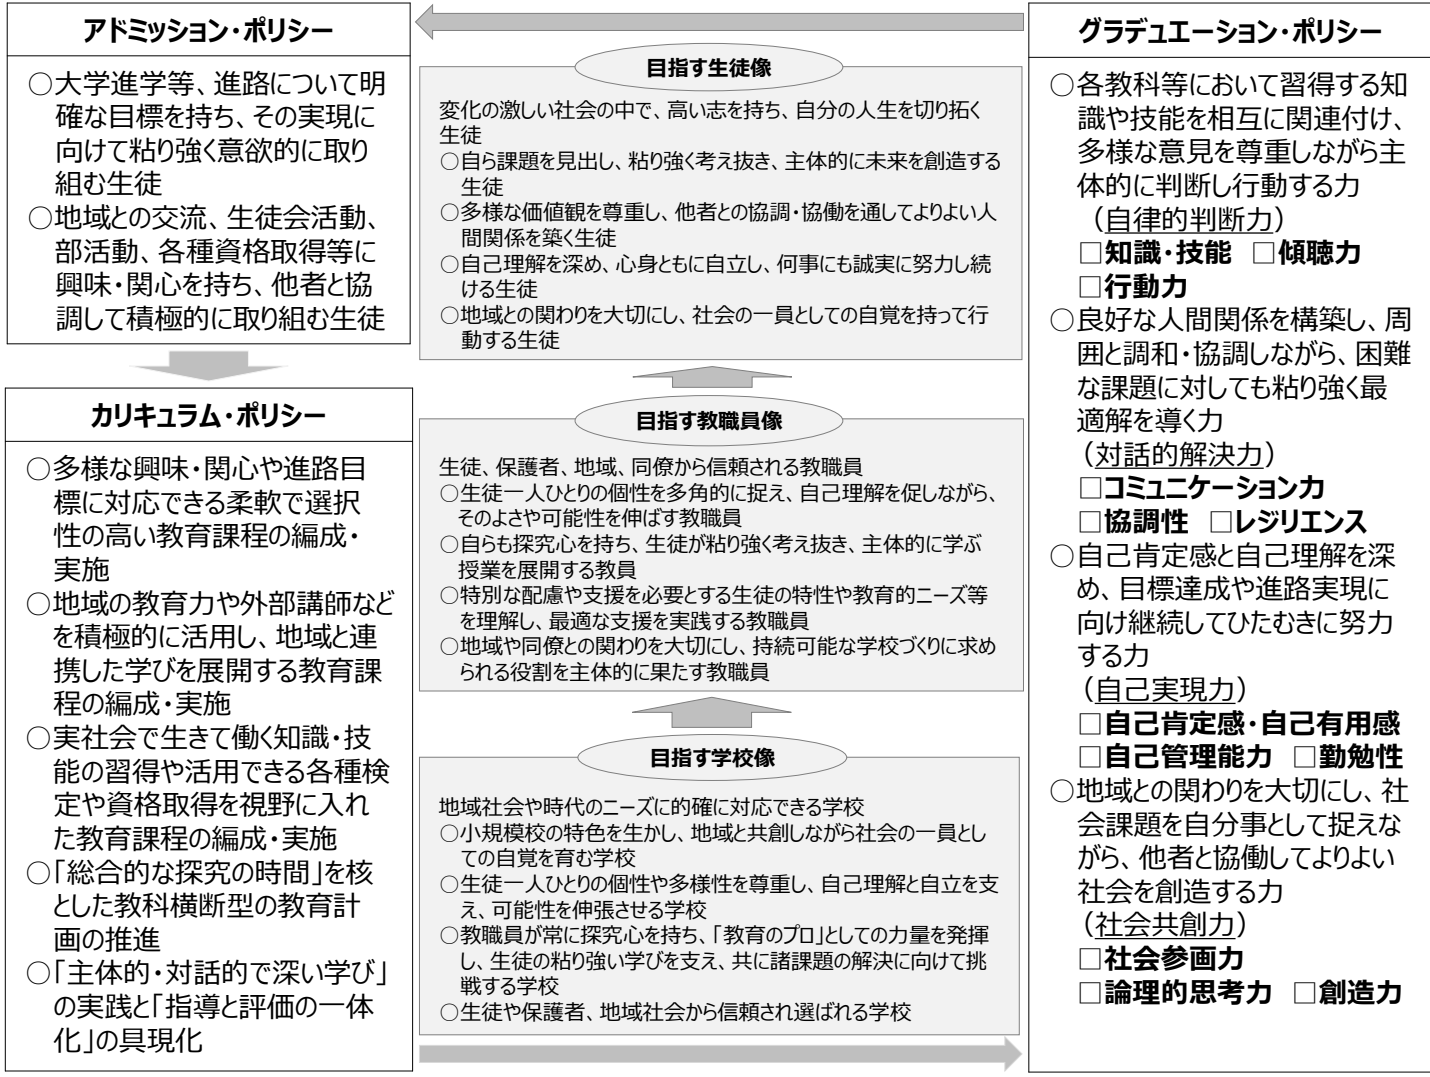 アドミッション・ポリシー
○大学進学等、進路について明
確な目標を持ち、その実現に
向けて粘り強く意欲的に取り
組む生徒
○地域との交流、生徒会活動、
部活動、各種資格取得等に
興味・関心を持ち、他者と協
調して積極的に取り組む生徒
カリキュラム・ポリシー
○多様な興味・関心や進路目
標に対応できる柔軟で選択
性の高い教育課程の編成・
実施
○地域の教育力や外部講師など
を積極的に活用し、地域と連
携した学びを展開する教育課
程の編成・実施
○実社会で生きて働く知識・技
能の習得や活用できる各種検
定や資格取得を視野に入れ
た教育課程の編成・実施
○「総合的な探究の時間」を核
とした教科横断型の教育計
画の推進
○「主体的・対話的で深い学び」
の実践と「指導と評価の一体
化」の具現化
目指す生徒像
変化の激しい社会の中で、高い志を持ち、自分の人生を切り拓く
生徒
○自ら課題を見出し、粘り強く考え抜き、主体的に未来を創造する
生徒
○多様な価値観を尊重し、他者との協調・協働を通してよりよい人
間関係を築く生徒
○自己理解を深め、心身ともに自立し、何事にも誠実に努力し続
ける生徒
○地域との関わりを大切にし、社会の一員としての自覚を持って行
動する生徒
目指す教職員像
生徒、保護者、地域、同僚から信頼される教職員
○生徒一人ひとりの個性を多角的に捉え、自己理解を促しながら、
そのよさや可能性を伸ばす教職員
○自らも探究心を持ち、生徒が粘り強く考え抜き、主体的に学ぶ
授業を展開する教員
○特別な配慮や支援を必要とする生徒の特性や教育的ニーズ等
を理解し、最適な支援を実践する教職員
○地域や同僚との関わりを大切にし、持続可能な学校づくりに求め
られる役割を主体的に果たす教職員
目指す学校像
地域社会や時代のニーズに的確に対応できる学校
○小規模校の特色を生かし、地域と共創しながら社会の一員とし
ての自覚を育む学校
○生徒一人ひとりの個性や多様性を尊重し、自己理解と自立を支
え、可能性を伸張させる学校
○教職員が常に探究心を持ち、「教育のプロ」としての力量を発揮
し、生徒の粘り強い学びを支え、共に諸課題の解決に向けて挑
戦する学校
○生徒や保護者、地域社会から信頼され選ばれる学校
グラデュエーション・ポリシー
○各教科等において習得する知
識や技能を相互に関連付け、
多様な意見を尊重しながら主
体的に判断し行動する力
（自律的判断力）
□知識・技能 □傾聴力
□行動力
○良好な人間関係を構築し、周
囲と調和・協調しながら、困難
な課題に対しても粘り強く最
適解を導く力
（対話的解決力）
□コミュニケーション力
□協調性 □レジリエンス
○自己肯定感と自己理解を深
め、目標達成や進路実現に
向け継続してひたむきに努力
する力
（自己実現力）
□自己肯定感・自己有用感
□自己管理能力 □勤勉性
○地域との関わりを大切にし、社
会課題を自分事として捉えな
がら、他者と協働してよりよい
社会を創造する力
（社会共創力）
□社会参画力
□論理的思考力 □創造力